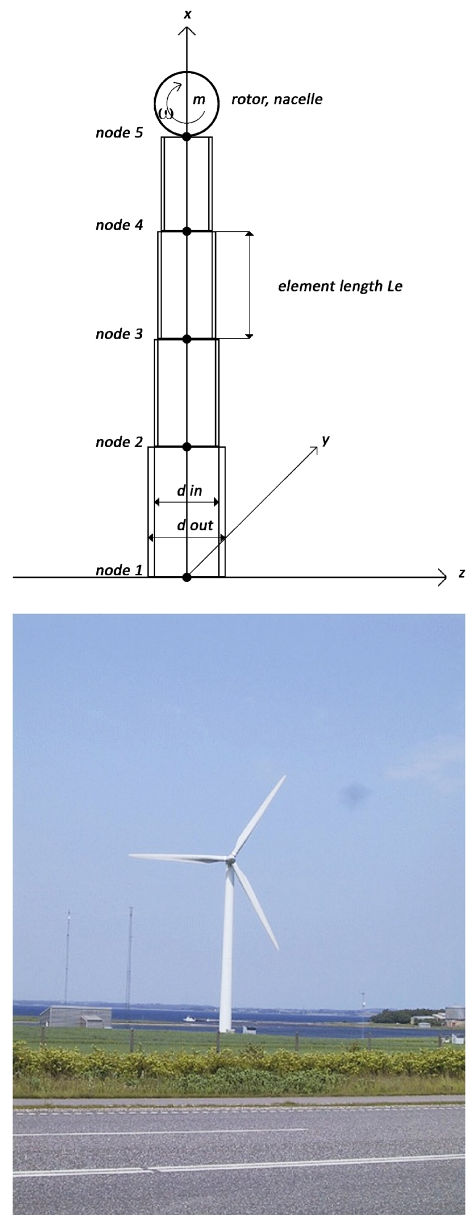 x
ω m rotor, nacelle
node 5
node 4
element length Le
node 3
node 2
y
d in
d out
node 1
z